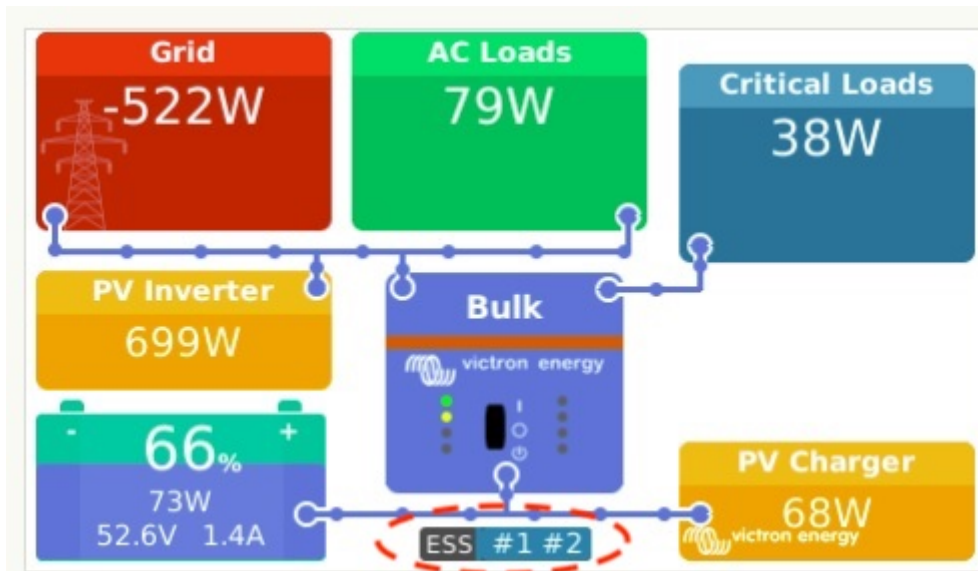 Grid
-522W
AC Loads
79W
Critical Loads
38W
PV Inverter
699W
Bulk
victron energy
- 66% +
73W
52.6V 1.4A
PV Charger
68W
victron energy
ESS #1 #2